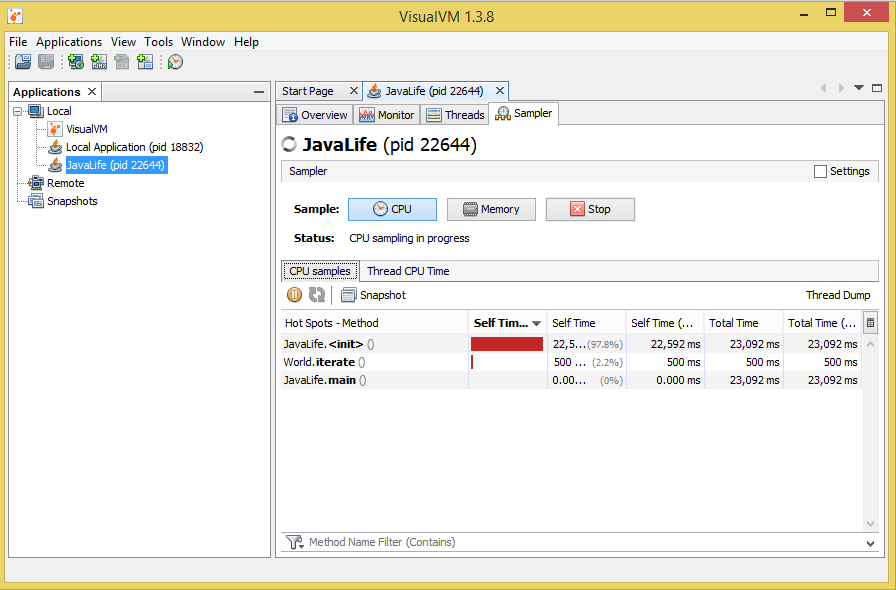 VisualVM 1.3.8
File Applications View Tools Window Help
Applications
Local
VisualVM
Local Application (pid 18832)
JavaLife (pid 22644)
Remote
Snapshots
Start Page JavaLife (pid 22644)
Overview Monitor Threads Sampler
JavaLife (pid 22644)
Sampler Settings
Sample: CPU Memory Stop
Status: CPU sampling in progress
CPU samples Thread CPU Time
Snapshot Thread Dump
Hot Spots - Method Self Tim... Self Time Self Time (... Total Time Total Time (...
JavaLife.<init> () 22,5... (97.8%) 22,592 ms 23,092 ms 23,092 ms
World.iterate () 500 ... (2.2%) 500 ms 500 ms 500 ms
JavaLife.main () 0.00... (0%) 0.000 ms 23,092 ms 23,092 ms
Method Name Filter (Contains)